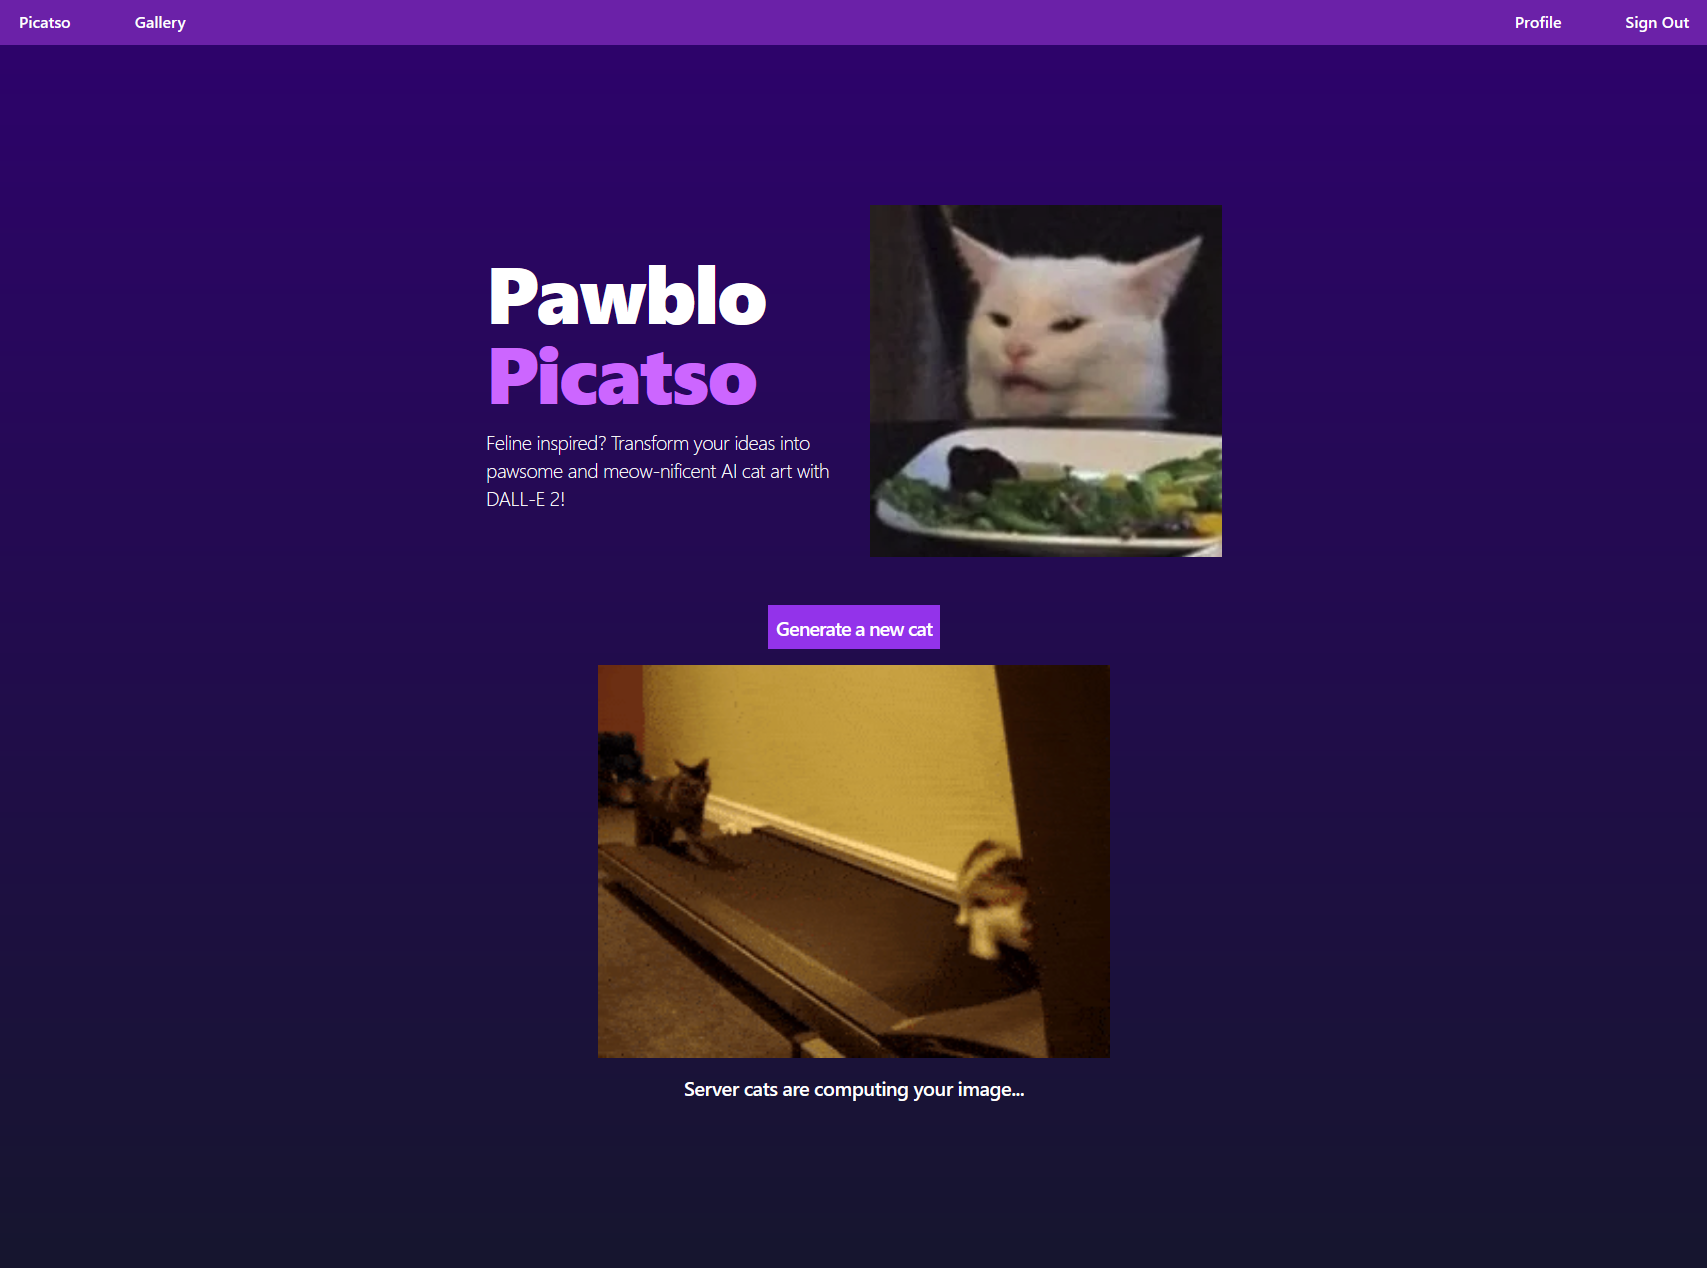 Picatso
Gallery
Profile
Sign Out
Pawblo
Picatso
Feline inspired? Transform your ideas into
pawsome and meow-nificent AI cat art with
DALL-E 2!
Generate a new cat
Server cats are computing your image...